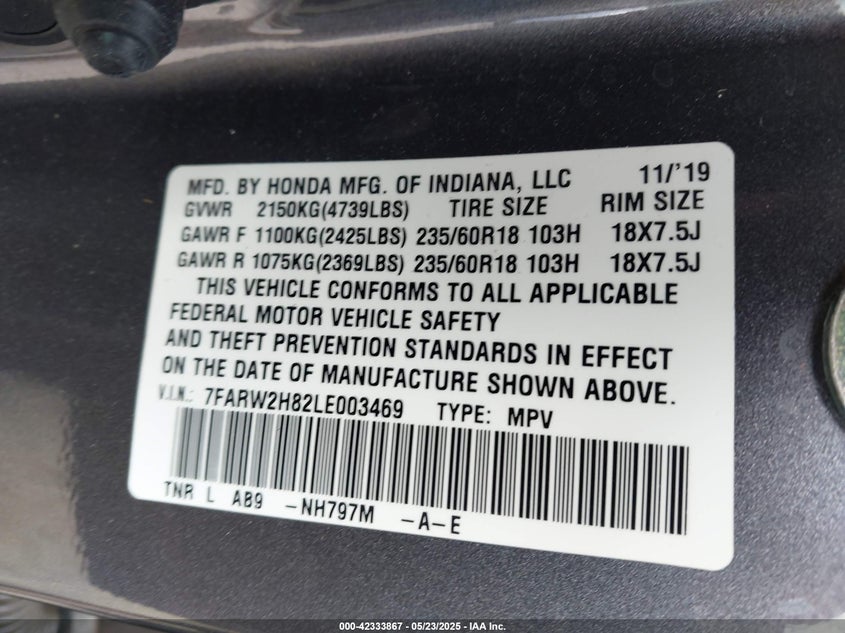 MFD. BY HONDA MFG. OF INDIANA, LLC 11/'19
GVWR 2150KG(4739LBS) TIRE SIZE RIM SIZE
GAWR F 1100KG(2425LBS) 235/60R18 103H 18X7.5J
GAWR R 1075KG(2369LBS) 235/60R18 103H 18X7.5J
THIS VEHICLE CONFORMS TO ALL APPLICABLE
FEDERAL MOTOR VEHICLE SAFETY
AND THEFT PREVENTION STANDARDS IN EFFECT
ON THE DATE OF MANUFACTURE SHOWN ABOVE.
V.I.N.: 7FARW2H82LE003469 TYPE: MPV
TNR L AB9 -NH797M -A-E
000-42333867 - 05/23/2025 - IAA Inc.